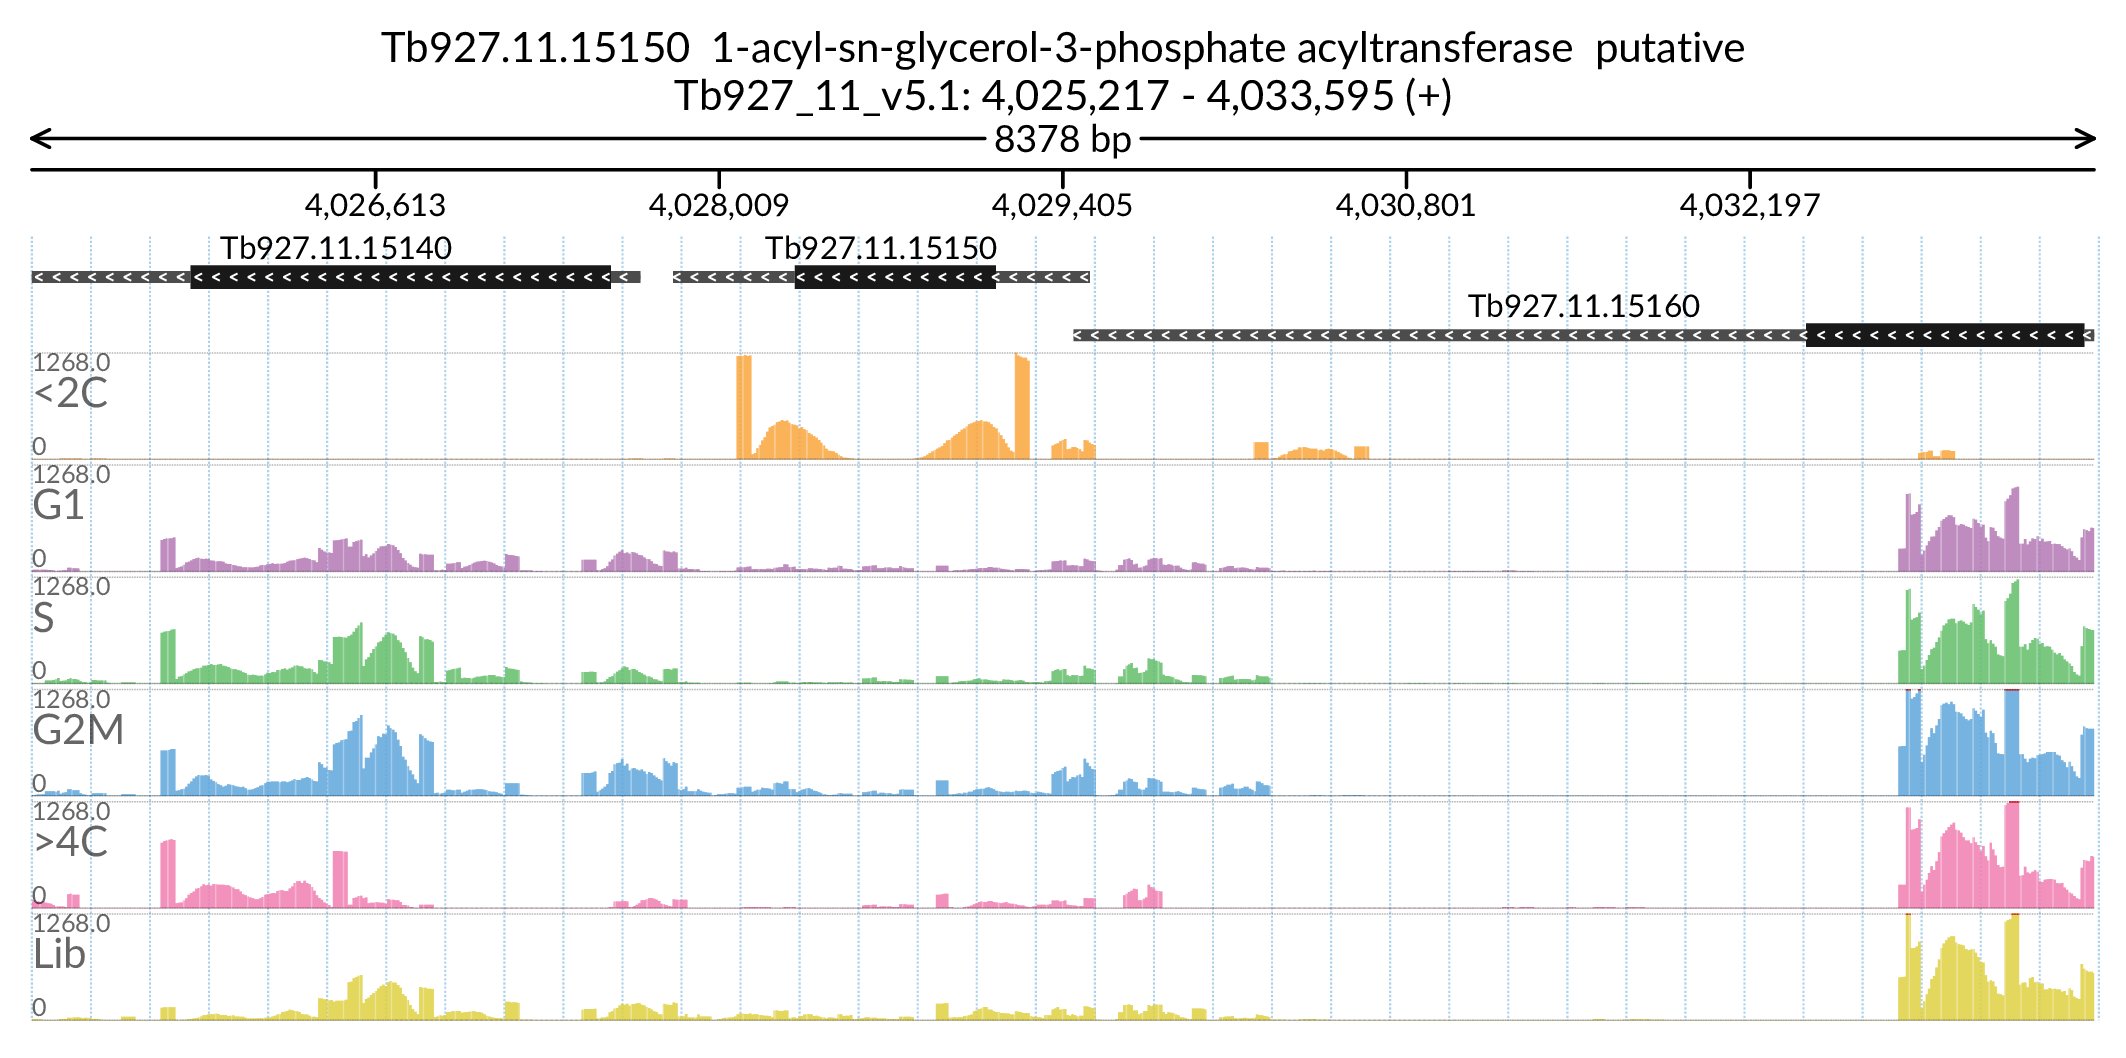 Tb927.11.15150 1-acyl-sn-glycerol-3-phosphate acyltransferase putative
Tb927_11_v5.1: 4,025,217 - 4,033,595 (+)
8378 bp
4,026,613 4,028,009 4,029,405 4,030,801 4,032,197
Tb927.11.15140 Tb927.11.15150
Tb927.11.15160
1268.0
<2C
0
1268.0
G1
0
1268.0
S
0
1268.0
G2M
0
1268.0
>4C
0
1268.0
Lib
0